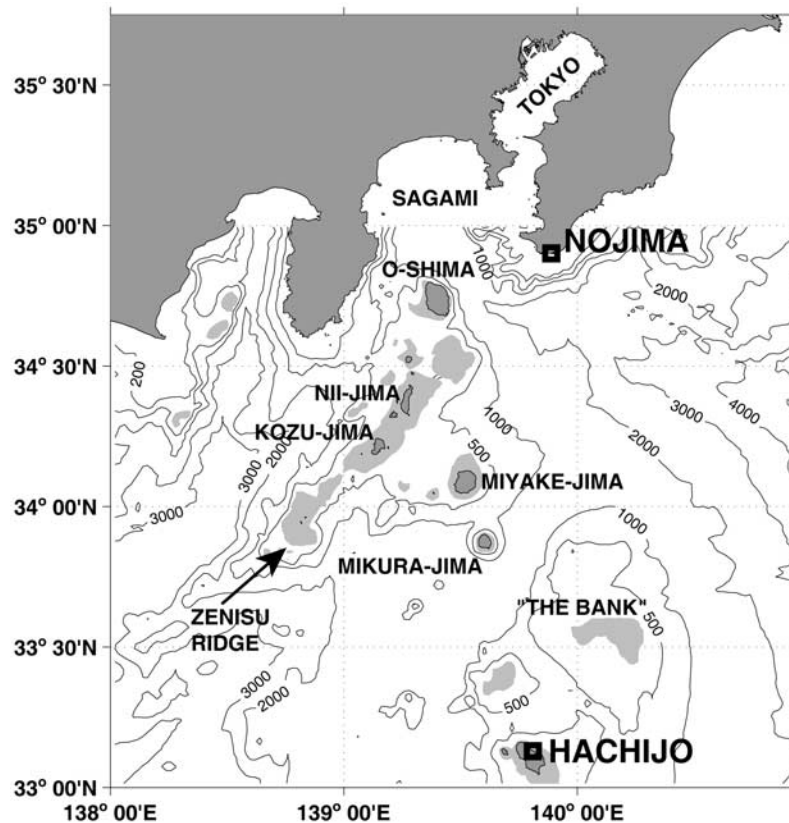 35° 30'N
TOKYO
SAGAMI
35° 00'N
NOJIMA
1000
O-SHIMA
2000
34° 30'N
200
NII-JIMA
3000
4000
1000
KOZU-JIMA
2000
500
2000
3000
MIYAKE-JIMA
34° 00'N
3000
1000
MIKURA-JIMA
ZENISU
RIDGE
"THE BANK"
500
33° 30'N
3000
2000
500
HACHIJO
33° 00'N
138° 00'E
139° 00'E
140° 00'E